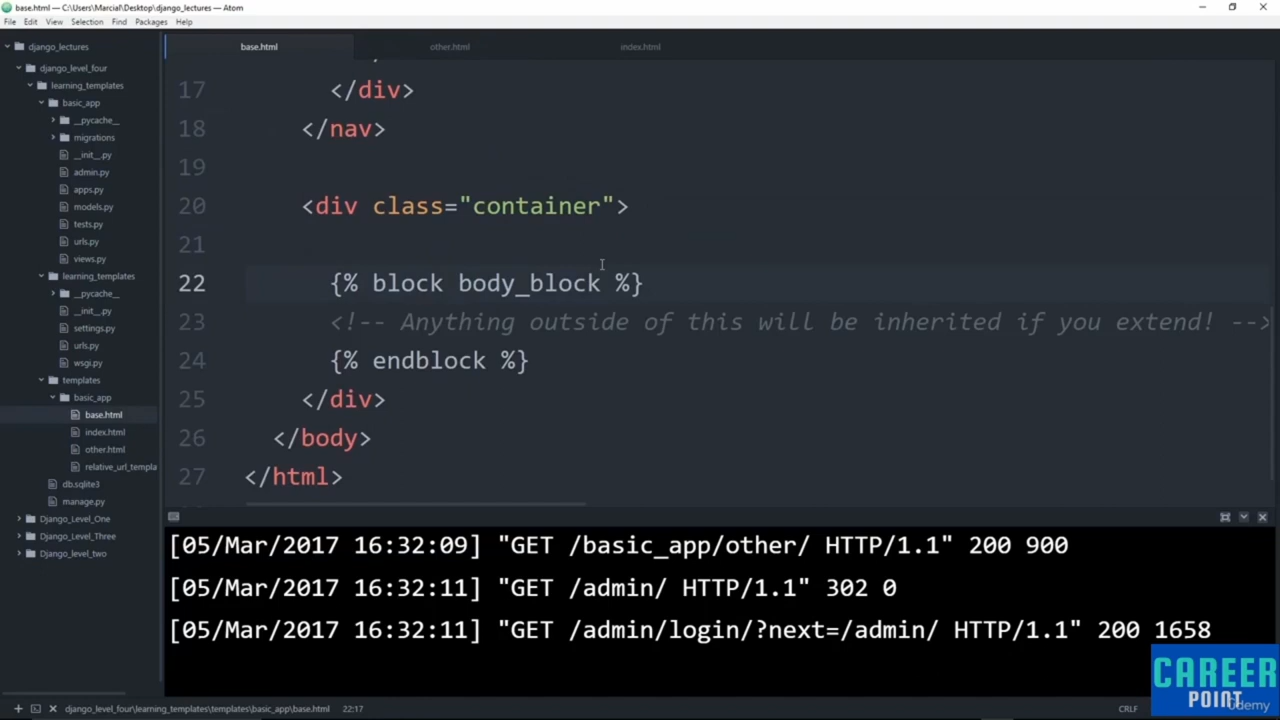 base.html — C:\Users\Marcial\Desktop\django_lectures — Atom
File Edit View Selection Find Packages Help
django_lectures
django_level_four
learning_templates
basic_app
__pycache__
migrations
__init__.py
admin.py
apps.py
models.py
tests.py
urls.py
views.py
learning_templates
__pycache__
__init__.py
settings.py
urls.py
wsgi.py
templates
basic_app
base.html
index.html
other.html
relative_url_templa
db.sqlite3
manage.py
Django_Level_One
Django_Level_Three
Django_level_two
base.html other.html index.html
17 </div>
18 </nav>
19
20 <div class="container">
21
22 {% block body_block %}
23 <!-- Anything outside of this will be inherited if you extend! -->
24 {% endblock %}
25 </div>
26 </body>
27 </html>
[05/Mar/2017 16:32:09] "GET /basic_app/other/ HTTP/1.1" 200 900
[05/Mar/2017 16:32:11] "GET /admin/ HTTP/1.1" 302 0
[05/Mar/2017 16:32:11] "GET /admin/login/?next=/admin/ HTTP/1.1" 200 1658
CAREER
POINT
Udemy
django_level_four\learning_templates\templates\basic_app\base.html 22:17 CRLF